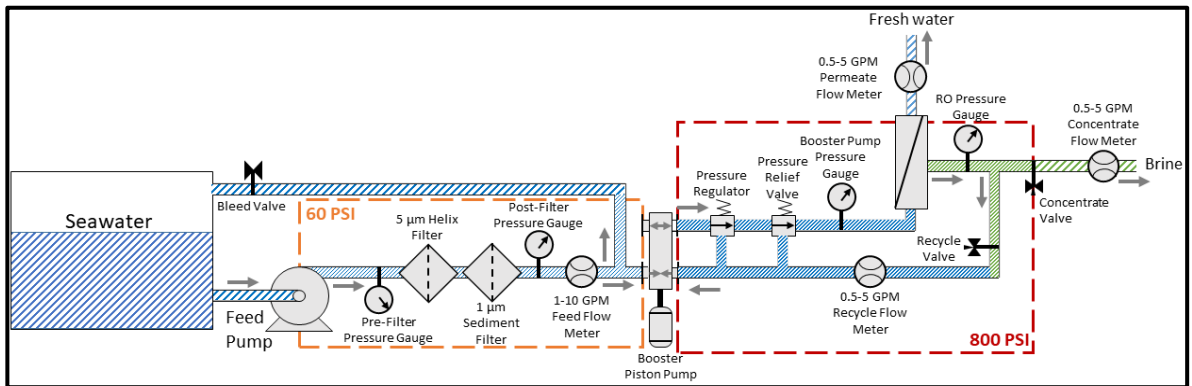 Fresh water
0.5-5 GPM
Permeate
Flow Meter
RO Pressure
Gauge
0.5-5 GPM
Concentrate
Flow Meter
Brine
Concentrate
Valve
Booster Pump
Pressure
Gauge
Pressure
Relief
Valve
Pressure
Regulator
Recycle
Valve
0.5-5 GPM
Recycle Flow
Meter
800 PSI
Seawater
Bleed Valve
60 PSI
5 µm Helix
Filter
Post-Filter
Pressure Gauge
Feed
Pump
Pre-Filter
Pressure Gauge
1 µm
Sediment
Filter
1-10 GPM
Feed Flow
Meter
Booster
Piston Pump